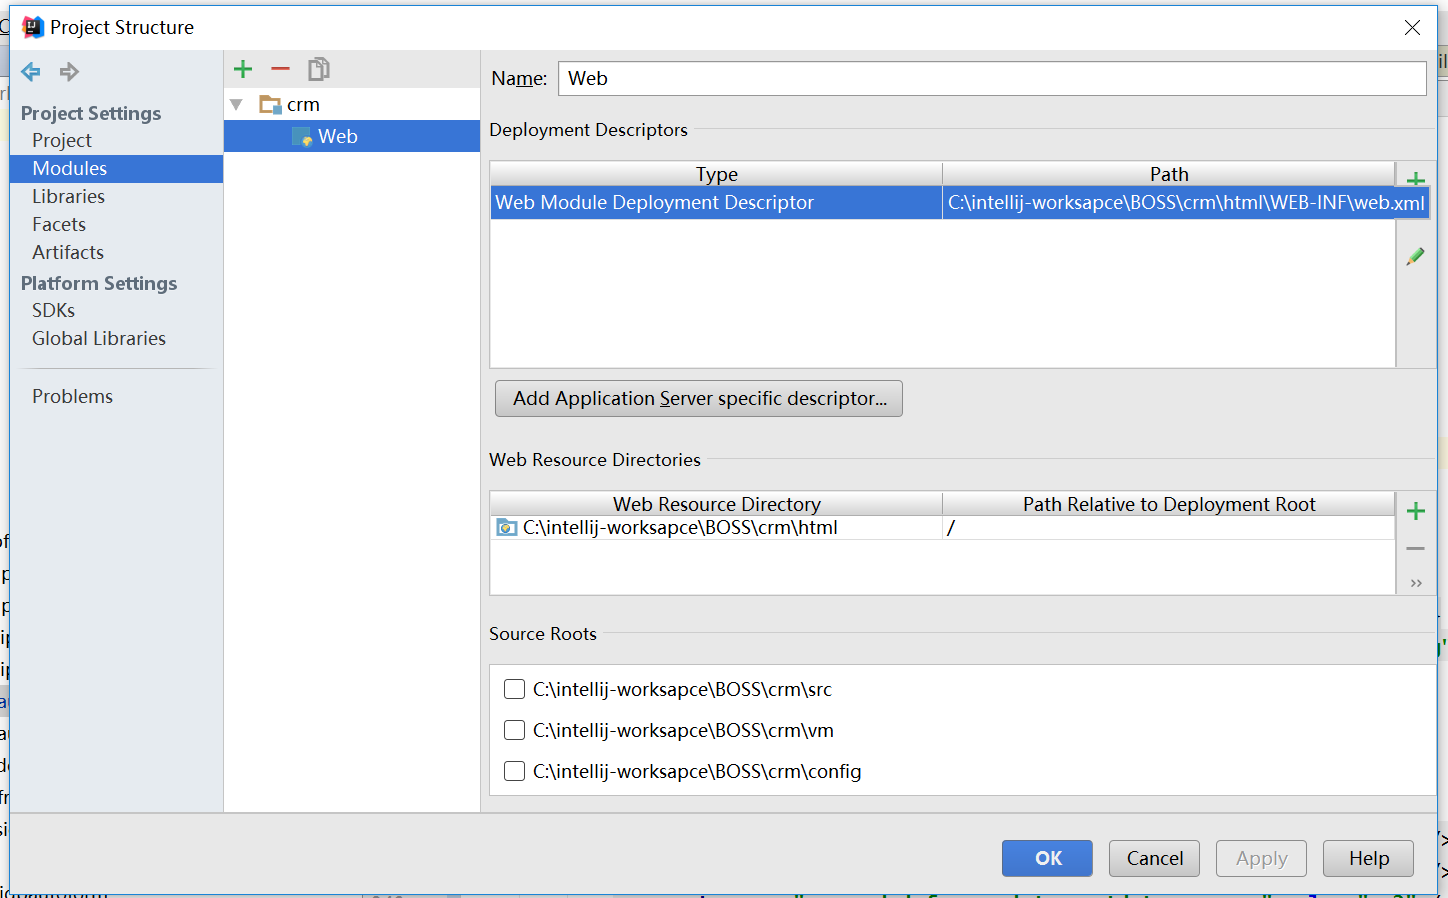 Project Structure
Project Settings
Project
Modules
Libraries
Facets
Artifacts
Platform Settings
SDKs
Global Libraries
Problems
crm
Web
Name: Web
Deployment Descriptors
Type Path
Web Module Deployment Descriptor C:\intellij-worksapce\BOSS\crm\html\WEB-INF\web.xml
Add Application Server specific descriptor...
Web Resource Directories
Web Resource Directory Path Relative to Deployment Root
C:\intellij-worksapce\BOSS\crm\html /
Source Roots
C:\intellij-worksapce\BOSS\crm\src
C:\intellij-worksapce\BOSS\crm\vm
C:\intellij-worksapce\BOSS\crm\config
OK Cancel Apply Help